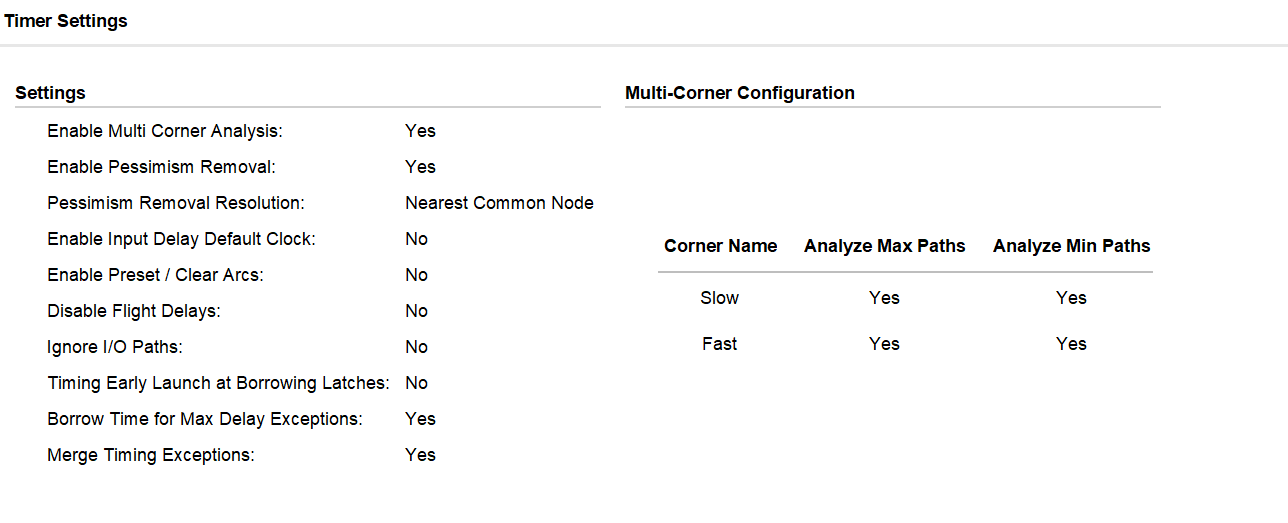 Timer Settings
Settings
Enable Multi Corner Analysis: Yes
Enable Pessimism Removal: Yes
Pessimism Removal Resolution: Nearest Common Node
Enable Input Delay Default Clock: No
Enable Preset / Clear Arcs: No
Disable Flight Delays: No
Ignore I/O Paths: No
Timing Early Launch at Borrowing Latches: No
Borrow Time for Max Delay Exceptions: Yes
Merge Timing Exceptions: Yes
Multi-Corner Configuration
Corner Name Analyze Max Paths Analyze Min Paths
Slow Yes Yes
Fast Yes Yes